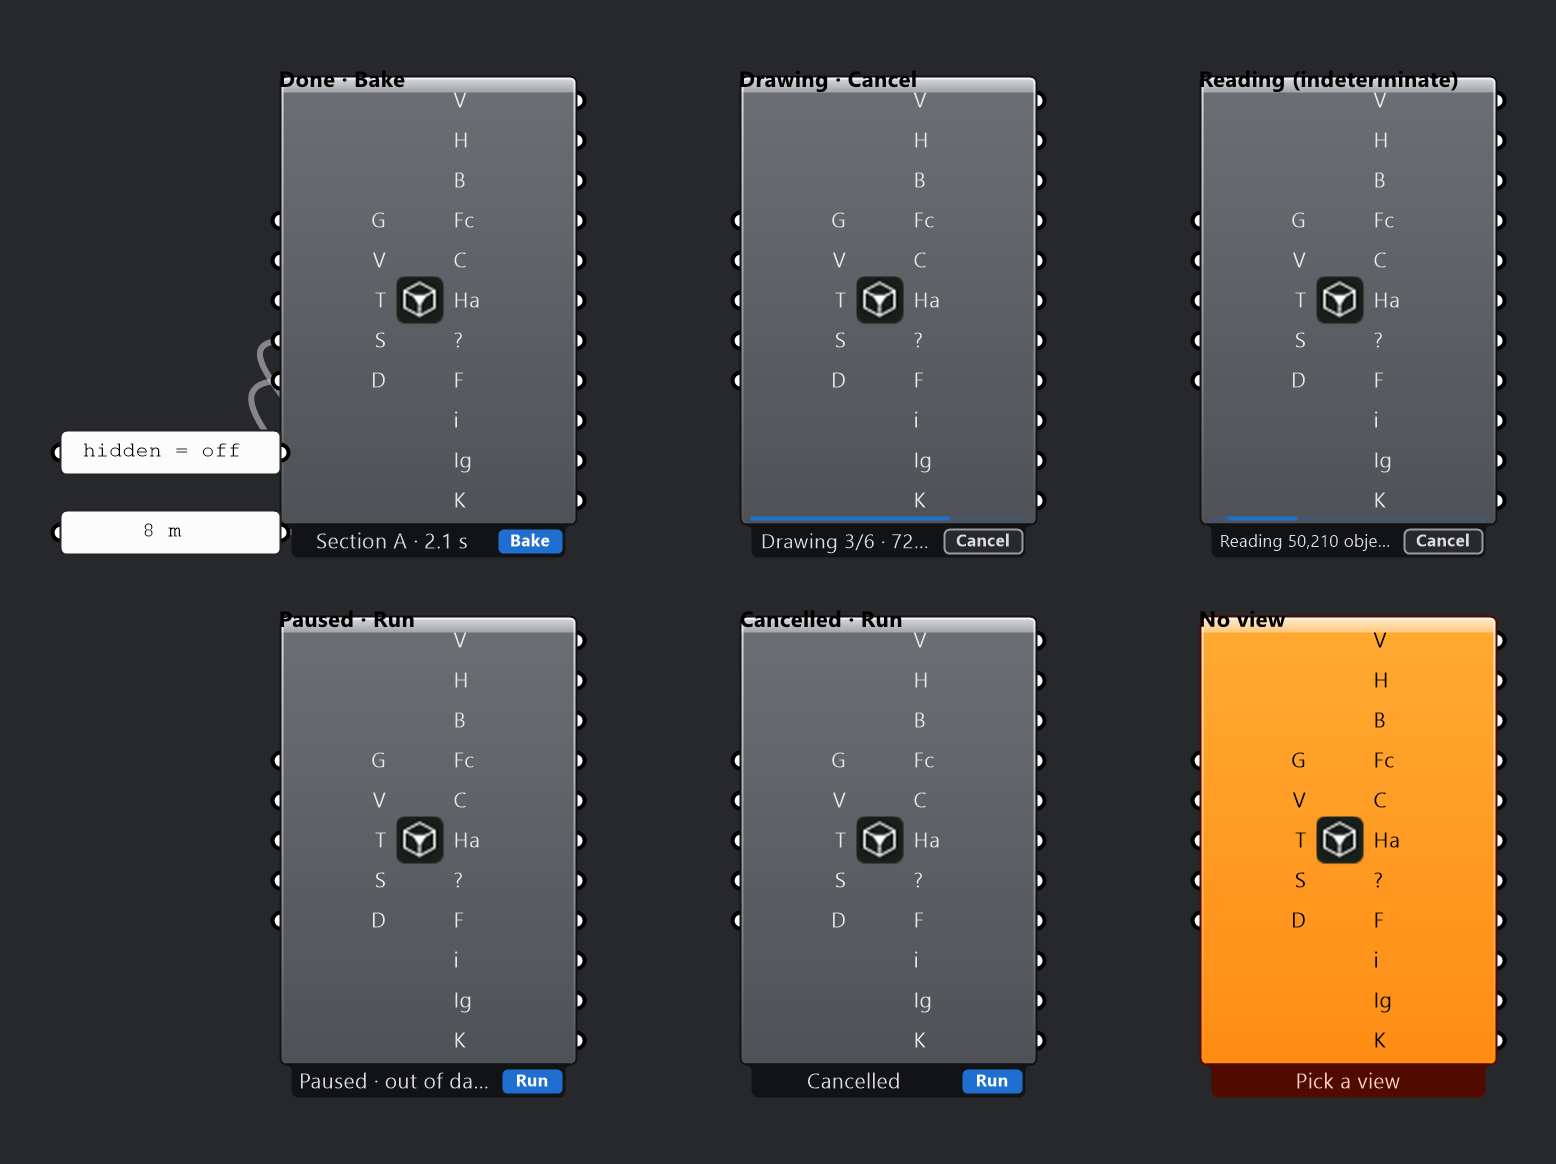 Done · Bake
V
H
B
G Fc
V C
T Ha
S ?
D F
i
hidden = off
Ig
K
8 m
Section A · 2.1 s Bake
Drawing · Cancel
V
H
B
G Fc
V C
T Ha
S ?
D F
i
Ig
K
Drawing 3/6 · 72... Cancel
Reading (indeterminate)
V
H
B
G Fc
V C
T Ha
S ?
D F
i
Ig
K
Reading 50,210 obje... Cancel
Paused · Run
V
H
B
G Fc
V C
T Ha
S ?
D F
i
Ig
K
Paused · out of da... Run
Cancelled · Run
V
H
B
G Fc
V C
T Ha
S ?
D F
i
Ig
K
Cancelled Run
No view
V
H
B
G Fc
V C
T Ha
S ?
D F
i
Ig
K
Pick a view